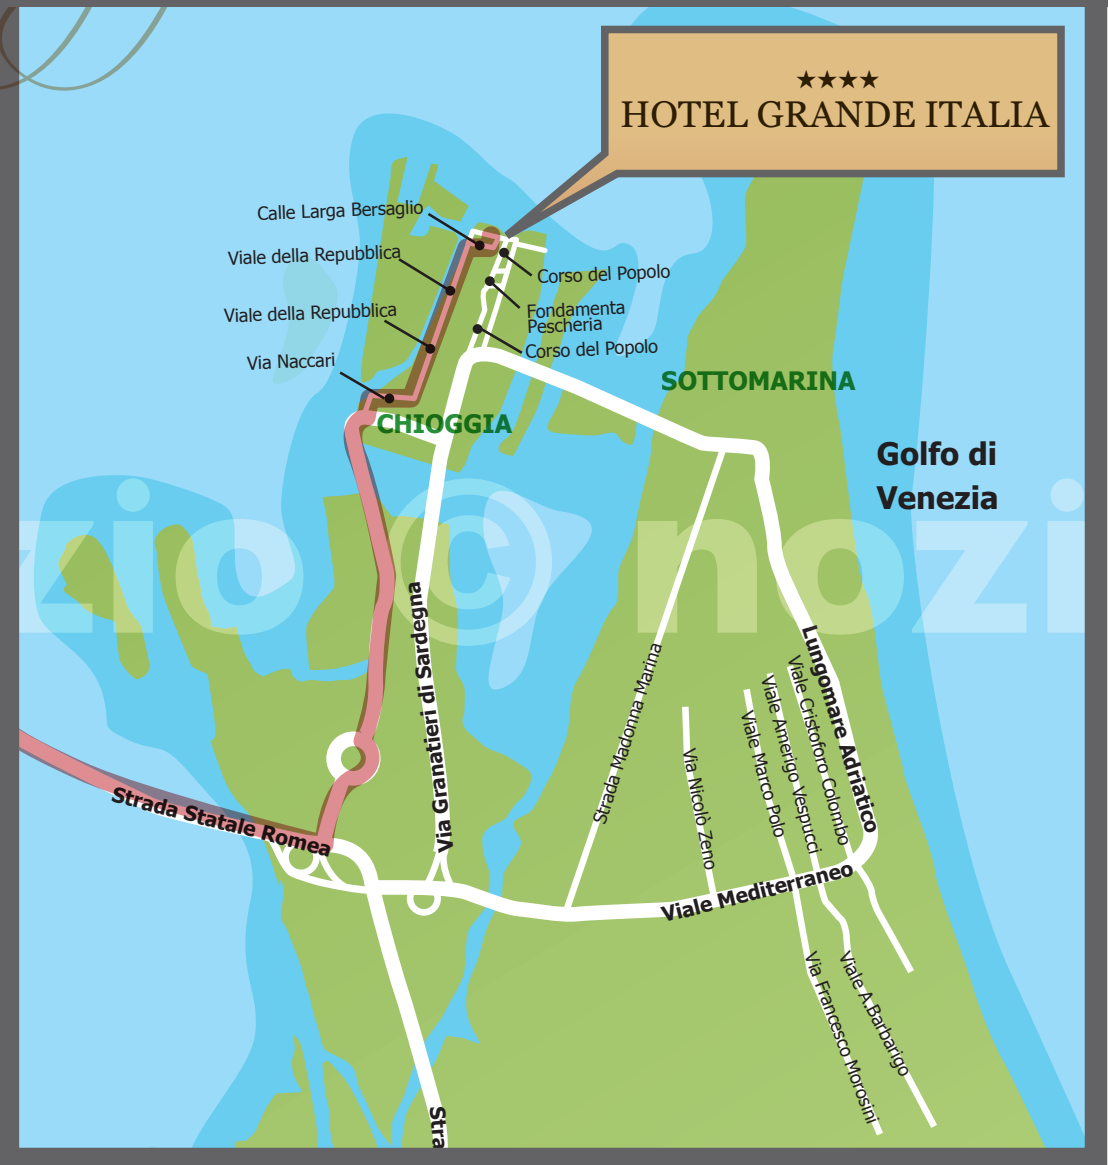 ★★★★
HOTEL GRANDE ITALIA
Calle Larga Bersaglio
Viale della Repubblica
Corso del Popolo
Viale della Repubblica
Fondamenta
Pescheria
Corso del Popolo
Via Naccari
SOTTOMARINA
CHIOGGIA
Golfo di
Venezia
zio © nozi
Via Granatieri di Sardegna
Strada Madonna Marina
Lungomare Adriatico
Viale Cristoforo Colombo
Viale Amerigo Vespucci
Viale Marco Polo
Via Nicolò Zeno
Strada Statale Romea
Viale Mediterraneo
Via Francesco Morosini
Viale A.Barbarigo
Stra